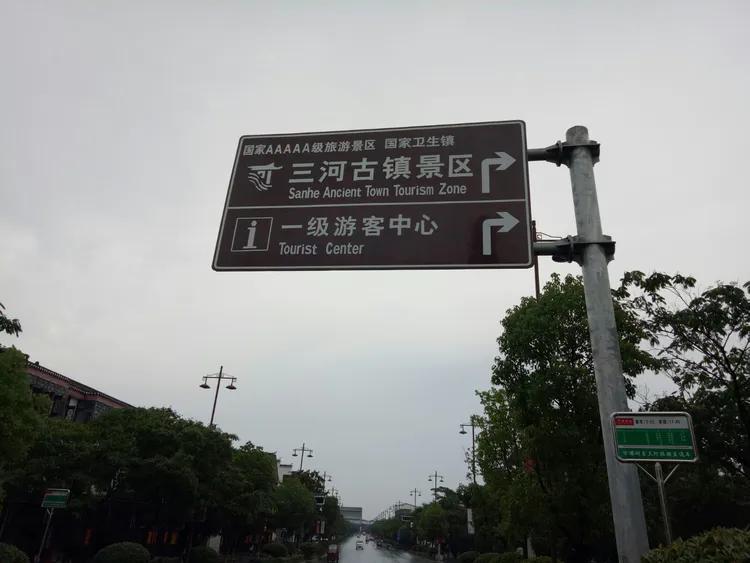 国家AAAAA级旅游景区 国家卫生镇
三河古镇景区
Sanhe Ancient Town Tourism Zone
i 一级游客中心
Tourist Center